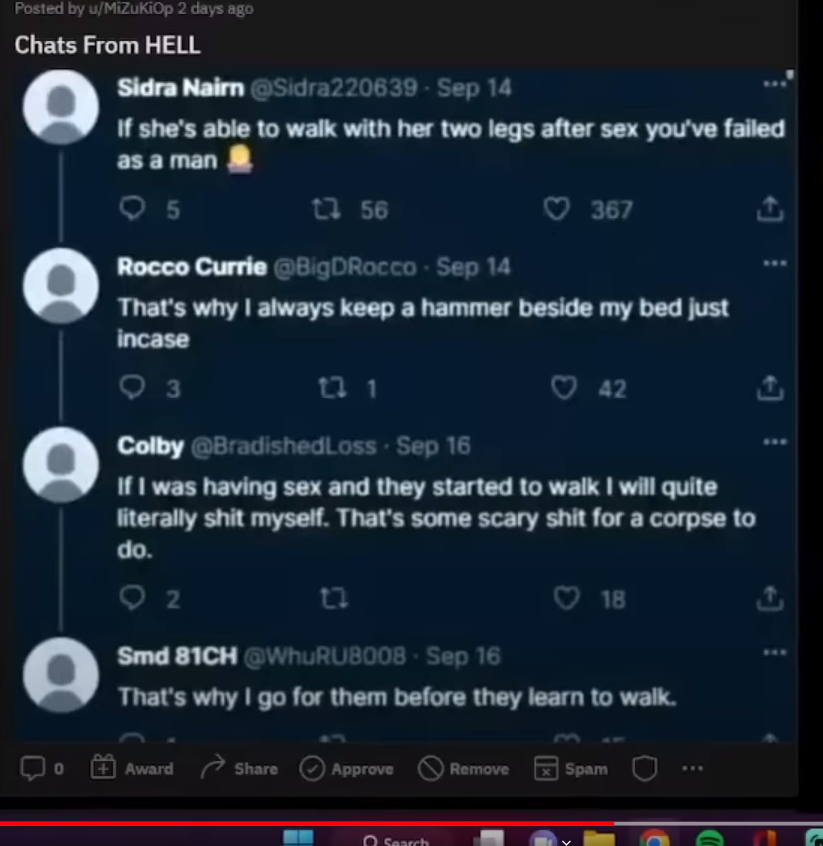 Posted by u/MiZuKiOp 2 days ago
Chats From HELL
Sidra Nairn @Sidra220639 · Sep 14
If she's able to walk with her two legs after sex you've failed
as a man
5 56 367
Rocco Currie @BigDRocco · Sep 14
That's why I always keep a hammer beside my bed just
incase
3 1 42
Colby @BradishedLoss · Sep 16
If I was having sex and they started to walk I will quite
literally shit myself. That's some scary shit for a corpse to
do.
2 18
Smd 81CH @WhuRU8008 · Sep 16
That's why I go for them before they learn to walk.
0 Award Share Approve Remove Spam
Search